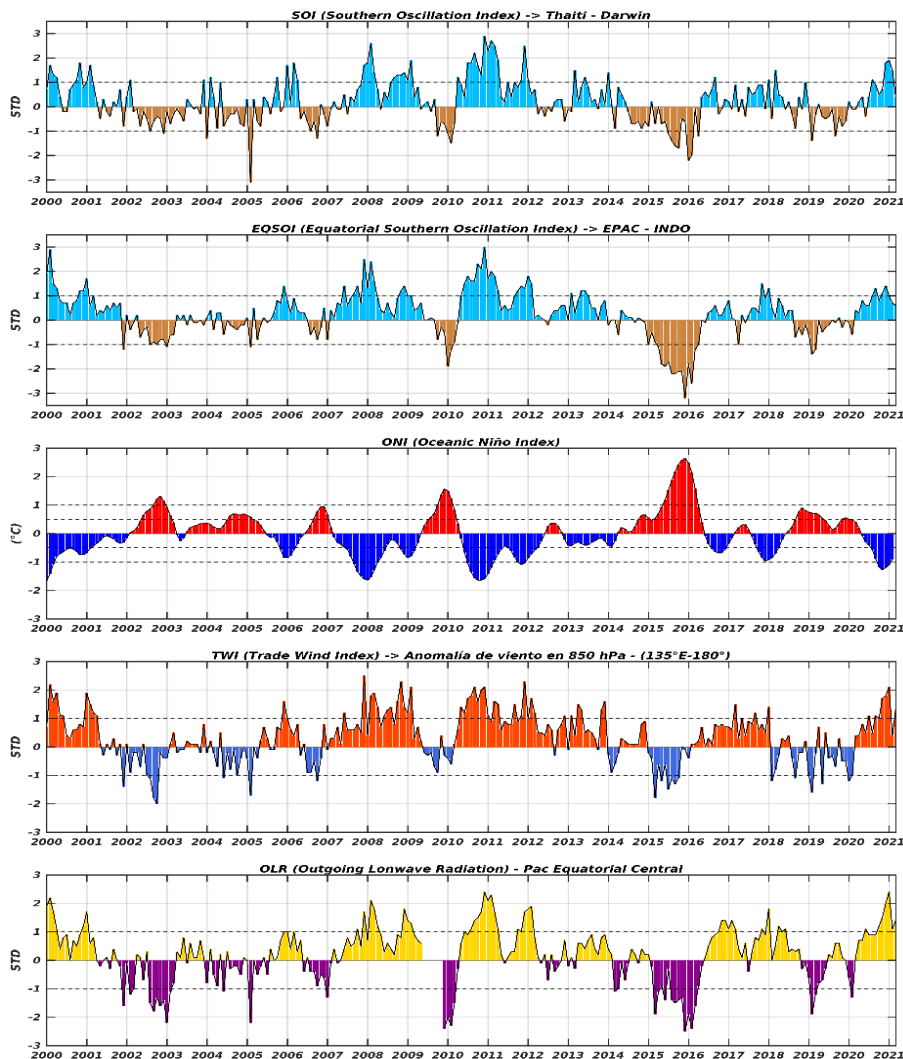 SOI (Southern Oscillation Index) -> Thaiti - Darwin
3
2
1
0
-1
-2
-3
STD
2000 2001 2002 2003 2004 2005 2006 2007 2008 2009 2010 2011 2012 2013 2014 2015 2016 2017 2018 2019 2020 2021
EQSOI (Equatorial Southern Oscillation Index) -> EPAC - INDO
3
2
1
0
-1
-2
-3
STD
2000 2001 2002 2003 2004 2005 2006 2007 2008 2009 2010 2011 2012 2013 2014 2015 2016 2017 2018 2019 2020 2021
ONI (Oceanic Niño Index)
3
2
1
0
-1
-2
-3
(°C)
2000 2001 2002 2003 2004 2005 2006 2007 2008 2009 2010 2011 2012 2013 2014 2015 2016 2017 2018 2019 2020 2021
TWI (Trade Wind Index) -> Anomalía de viento en 850 hPa - (135°E-180°)
3
2
1
0
-1
-2
-3
STD
2000 2001 2002 2003 2004 2005 2006 2007 2008 2009 2010 2011 2012 2013 2014 2015 2016 2017 2018 2019 2020 2021
OLR (Outgoing Lonwave Radiation) - Pac Equatorial Central
3
2
1
0
-1
-2
-3
STD
2000 2001 2002 2003 2004 2005 2006 2007 2008 2009 2010 2011 2012 2013 2014 2015 2016 2017 2018 2019 2020 2021